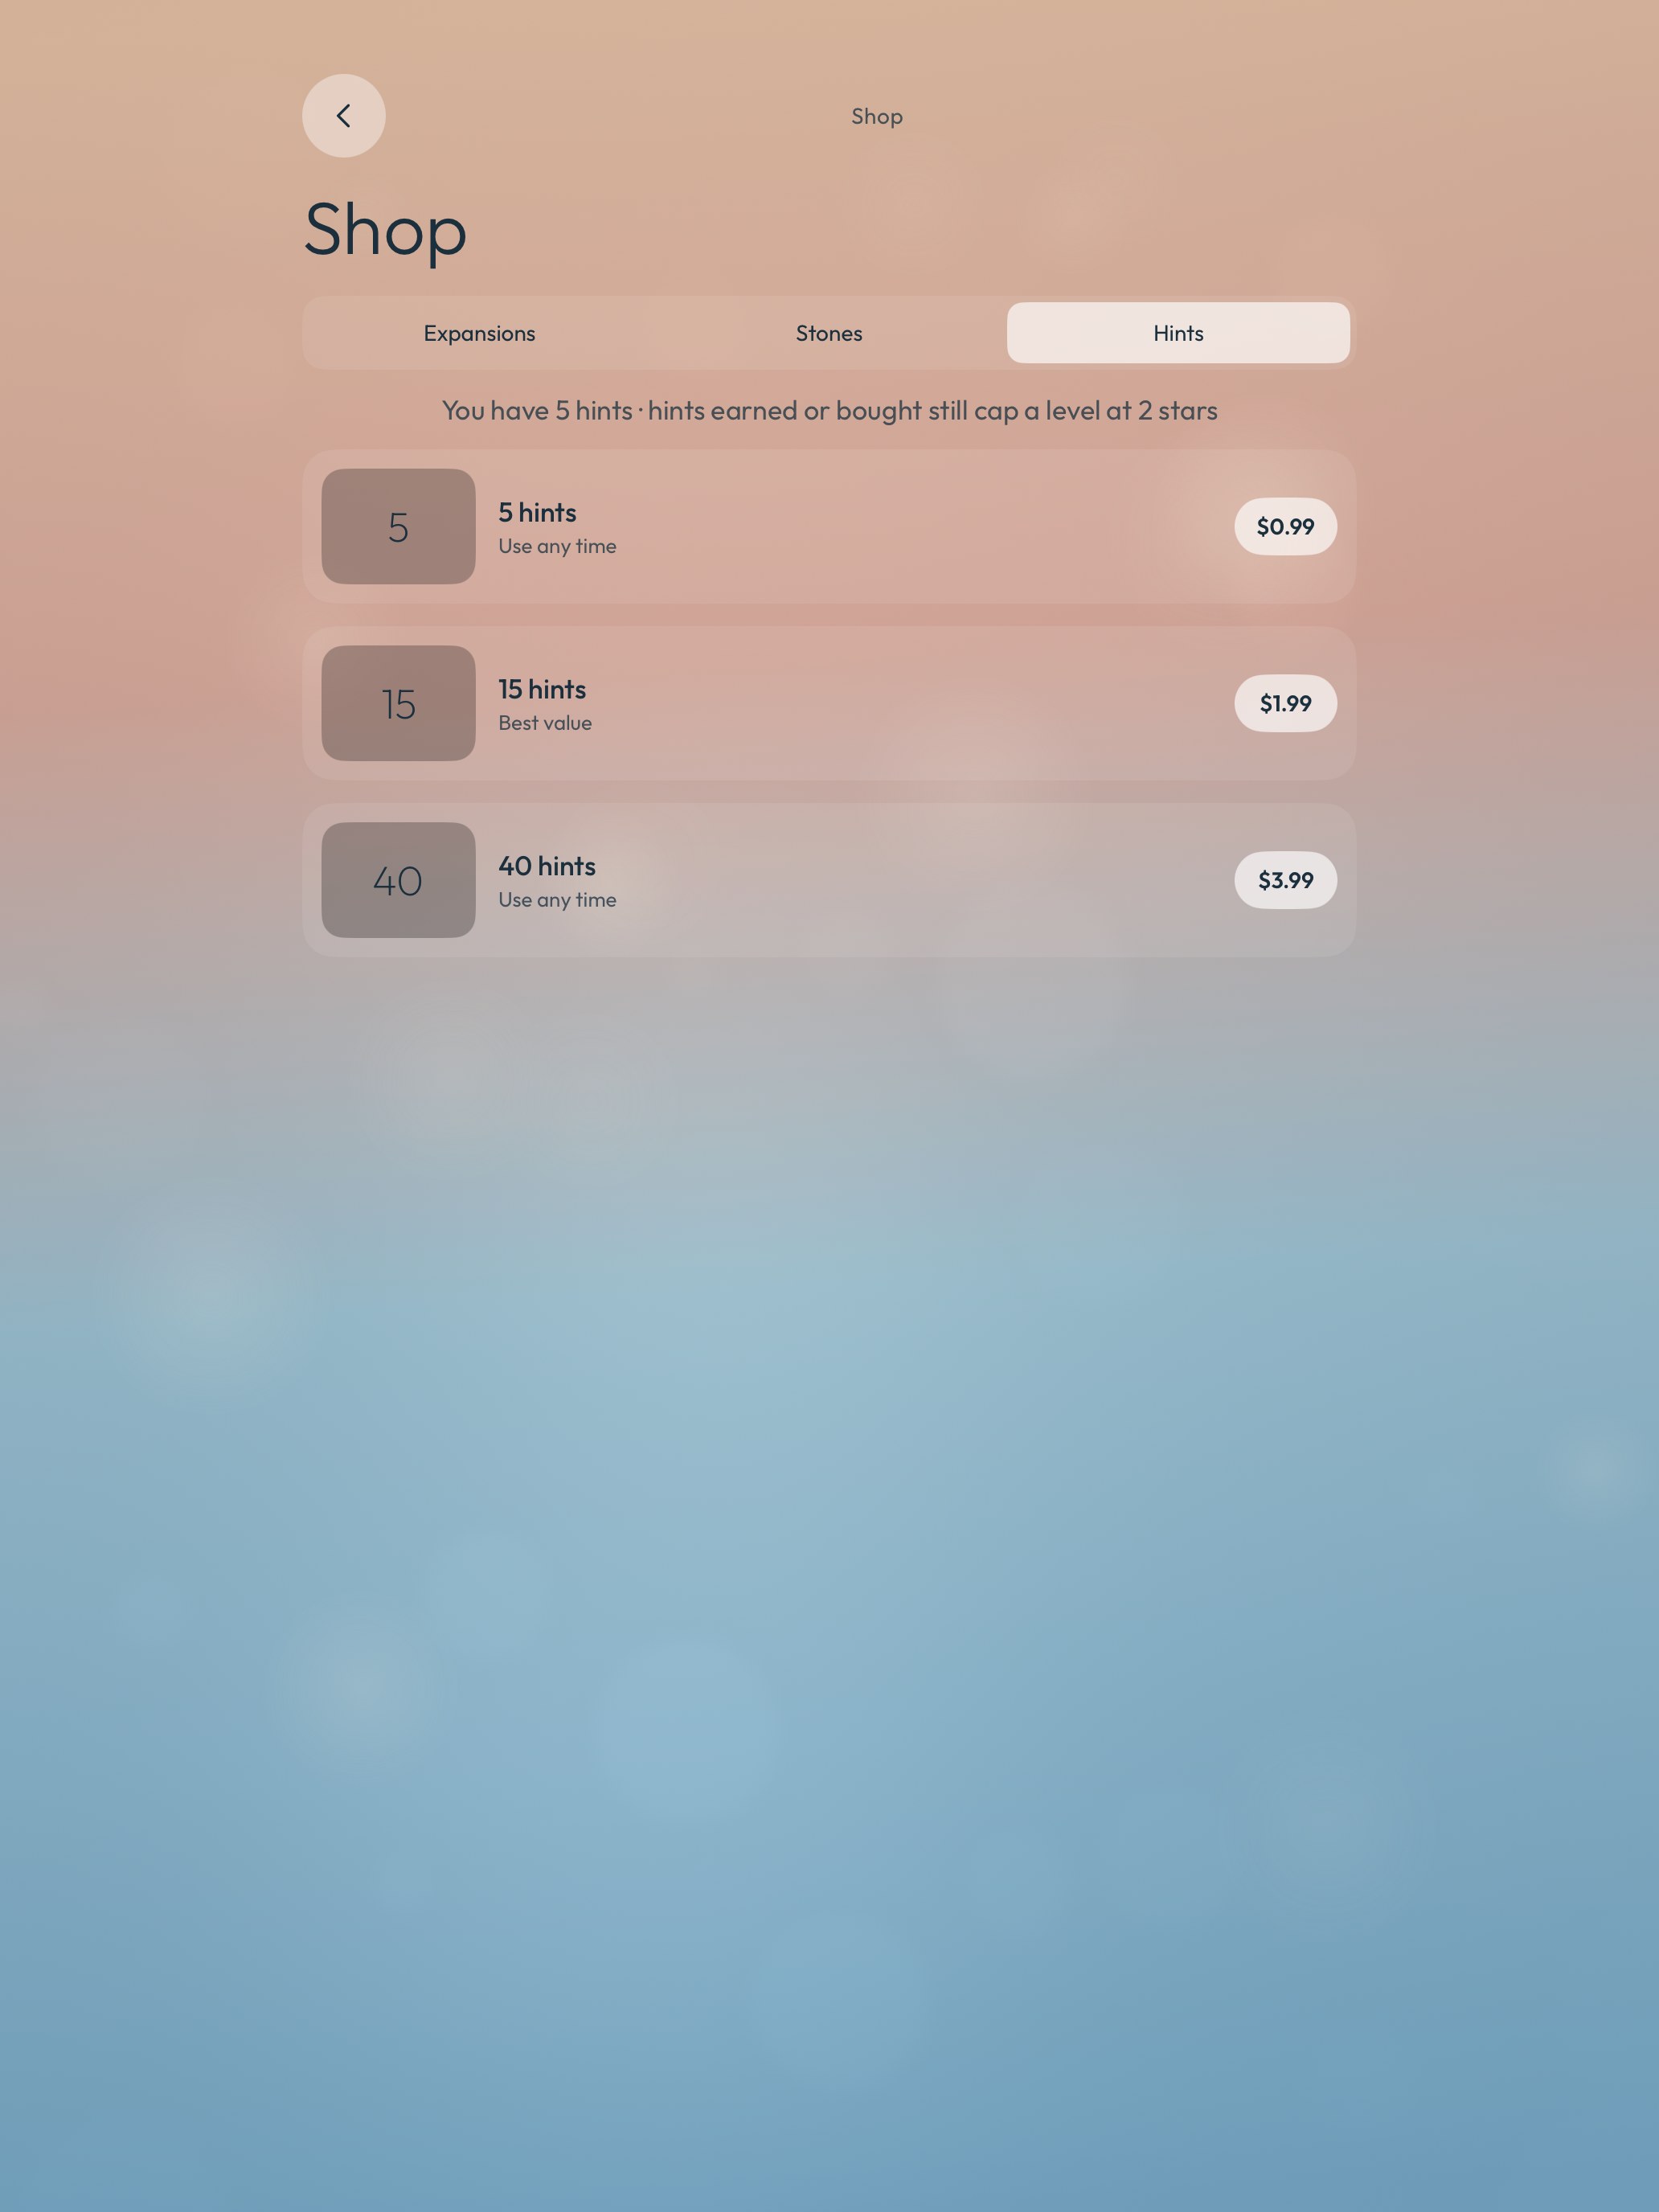 Shop
Shop
Expansions
Stones
Hints
You have 5 hints · hints earned or bought still cap a level at 2 stars
5
5 hints
Use any time
$0.99
15
15 hints
Best value
$1.99
40
40 hints
Use any time
$3.99